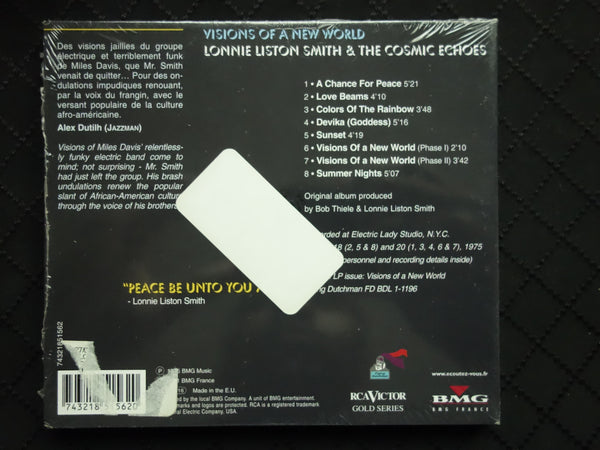 VISIONS OF A NEW WORLD
LONNIE LISTON SMITH & THE COSMIC ECHOES
Des visions jaillies du groupe
électrique et terriblement funk
de Miles Davis, que Mr. Smith
venait de quitter... Pour des on-
dulations impudiques renouant,
par la voix du frangin, avec le
versant populaire de la culture
afro-américaine.
Alex Dutilh (JAZZMAN)
Visions of Miles Davis' relentless-
ly funky electric band come to
mind; not surprising - Mr. Smith
had just left the group. His brash
undulations renew the popular
slant of African-American culture
through the voice of his brother
1 • A Chance For Peace 5'21
2 • Love Beams 4'10
3 • Colors Of The Rainbow 3'48
4 • Devika (Goddess) 5'16
5 • Sunset 4'19
6 • Visions Of a New World (Phase I) 2'10
7 • Visions Of a New World (Phase II) 3'42
8 • Summer Nights 5'07
Original album produced
by Bob Thiele & Lonnie Liston Smith
at Electric Lady Studio, N.Y.C.
18 (2, 5 & 8) and 20 (1, 3, 4, 6 & 7), 1975
personnel and recording details inside)
LP issue: Visions of a New World
Dutchman FD BDL 1-1196
"PEACE BE UNTO YOU
- Lonnie Liston Smith
74321851562
BMG Music
BMG France
Made in the E.U.
by the local BMG Company. A unit of BMG entertainment.
and logos are protected. RCA is a registered trademark
Electric Company, USA.
RCA VICTOR
GOLD SERIES
www.ecoutez-vous.fr
BMG
BMG FRANCE